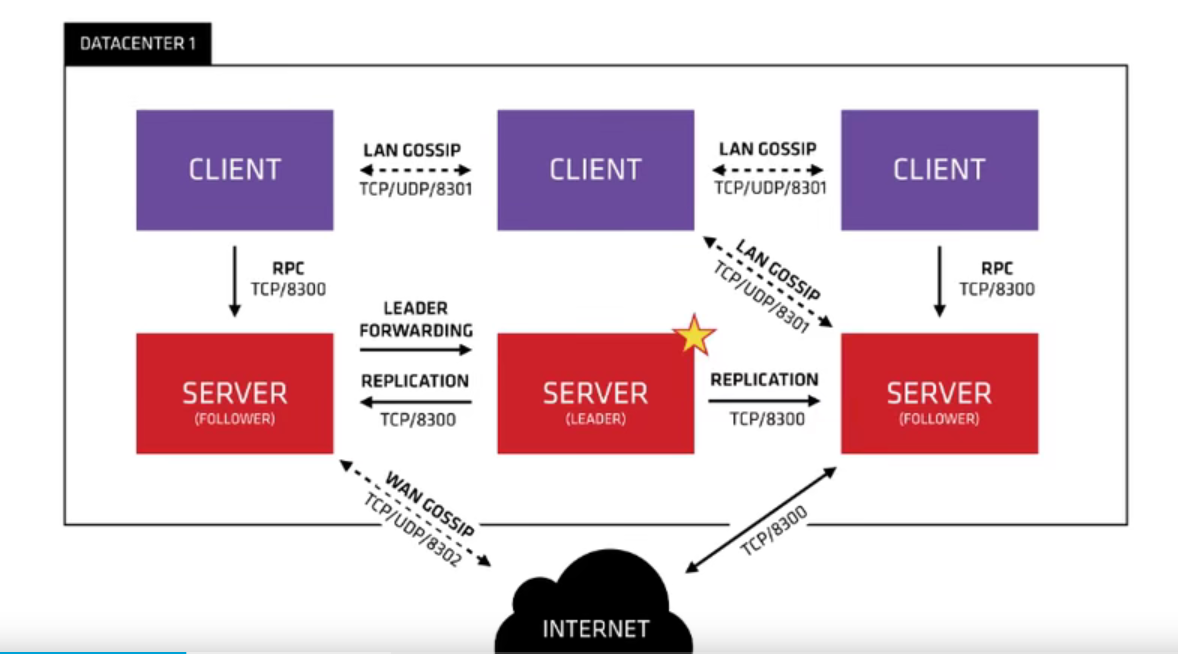 DATACENTER 1
CLIENT
LAN GOSSIP
TCP/UDP/8301
CLIENT
LAN GOSSIP
TCP/UDP/8301
CLIENT
RPC
TCP/8300
LAN GOSSIP
TCP/UDP/8301
RPC
TCP/8300
LEADER
FORWARDING
SERVER
(FOLLOWER)
REPLICATION
TCP/8300
SERVER
(LEADER)
REPLICATION
TCP/8300
SERVER
(FOLLOWER)
WAN GOSSIP
TCP/UDP/8302
TCP/8300
INTERNET